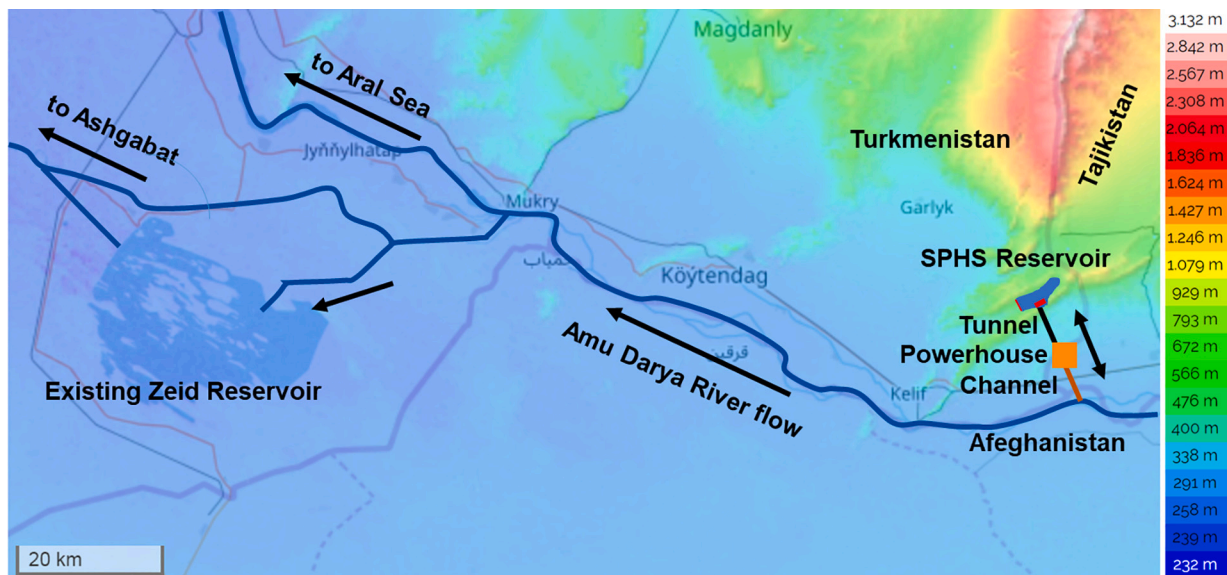 Magdanly
to Aral Sea
to Ashgabat
Jyňňylhatap
Turkmenistan
Tajikistan
Mukry
Garlyk
خمیاب
Köýtendag
SPHS Reservoir
Tunnel
Powerhouse
Channel
قرقین
Amu Darya River flow
Kelif
Existing Zeid Reservoir
Afeghanistan
20 km
3.132 m
2.842 m
2.567 m
2.308 m
2.064 m
1.836 m
1.624 m
1.427 m
1.246 m
1.079 m
929 m
793 m
672 m
566 m
476 m
400 m
338 m
291 m
258 m
239 m
232 m